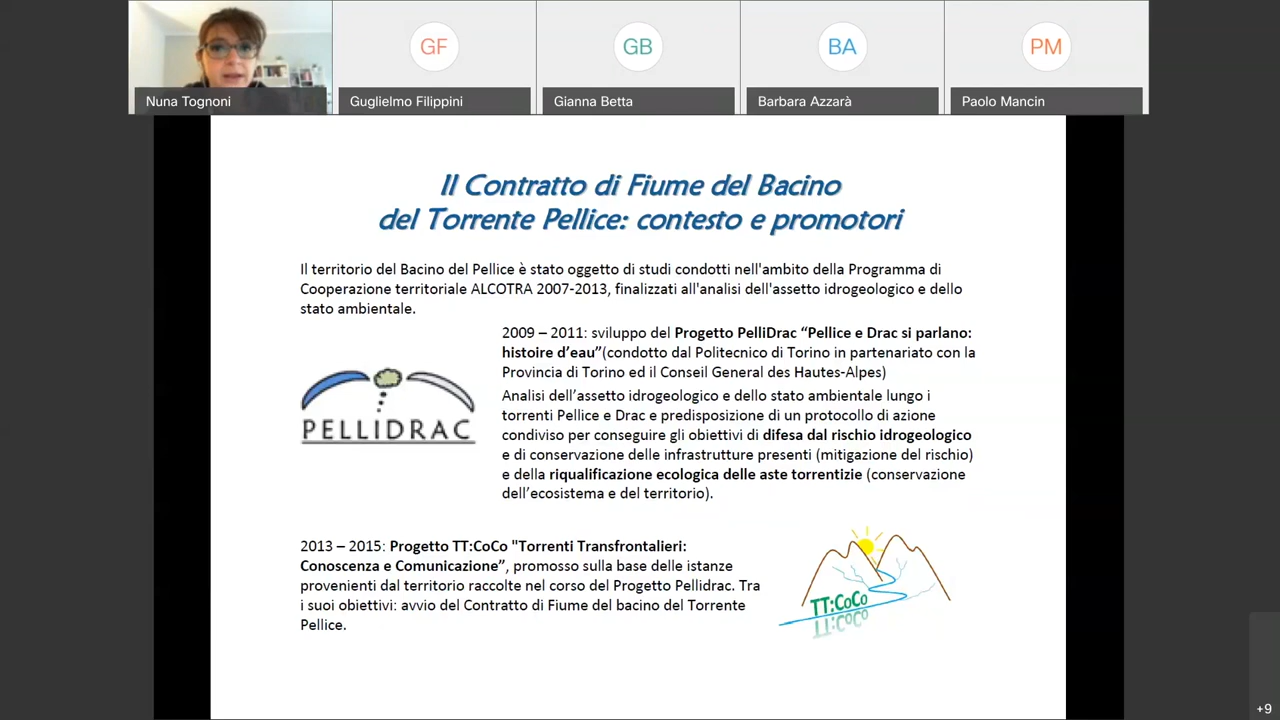 GF
GB
BA
PM
Nuna Tognoni
Guglielmo Filippini
Gianna Betta
Barbara Azzarà
Paolo Mancin
Il Contratto di Fiume del Bacino
del Torrente Pellice: contesto e promotori
Il territorio del Bacino del Pellice è stato oggetto di studi condotti nell'ambito della Programma di
Cooperazione territoriale ALCOTRA 2007-2013, finalizzati all'analisi dell'assetto idrogeologico e dello
stato ambientale.
2009 – 2011: sviluppo del Progetto PelliDrac “Pellice e Drac si parlano:
histoire d’eau”(condotto dal Politecnico di Torino in partenariato con la
Provincia di Torino ed il Conseil General des Hautes-Alpes)
Analisi dell’assetto idrogeologico e dello stato ambientale lungo i
torrenti Pellice e Drac e predisposizione di un protocollo di azione
condiviso per conseguire gli obiettivi di difesa dal rischio idrogeologico
e di conservazione delle infrastrutture presenti (mitigazione del rischio)
e della riqualificazione ecologica delle aste torrentizie (conservazione
dell’ecosistema e del territorio).
PELLIDRAC
2013 – 2015: Progetto TT:CoCo "Torrenti Transfrontalieri:
Conoscenza e Comunicazione”, promosso sulla base delle istanze
provenienti dal territorio raccolte nel corso del Progetto Pellidrac. Tra
i suoi obiettivi: avvio del Contratto di Fiume del bacino del Torrente
Pellice.
TT:CoCo
+9